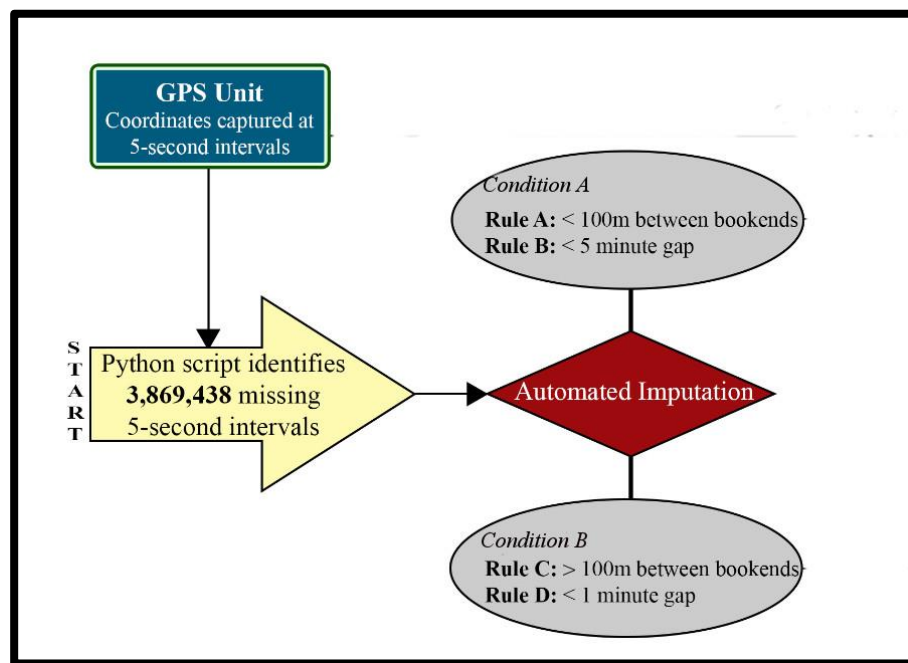 GPS Unit
Coordinates captured at
5-second intervals
Condition A
Rule A: < 100m between bookends
Rule B: < 5 minute gap
START
Python script identifies
3,869,438 missing
5-second intervals
Automated Imputation
Condition B
Rule C: > 100m between bookends
Rule D: < 1 minute gap